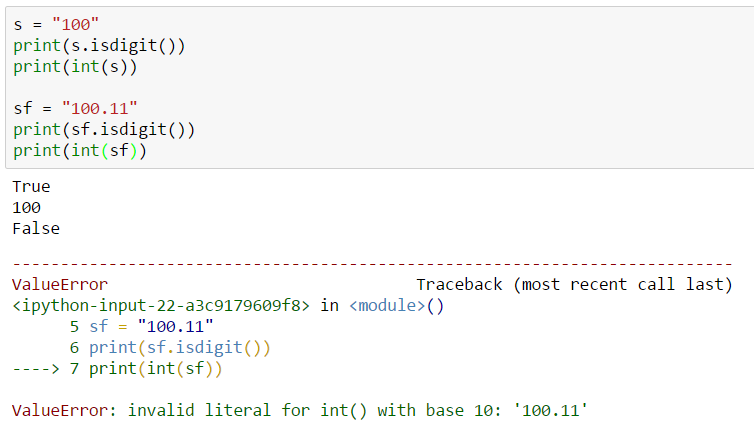 s = "100"
print(s.isdigit())
print(int(s))
sf = "100.11"
print(sf.isdigit())
print(int(sf))
True
100
False
---------------------------------------------------------------------------
ValueError                                Traceback (most recent call last)
<ipython-input-22-a3c9179609f8> in <module>()
      5 sf = "100.11"
      6 print(sf.isdigit())
----> 7 print(int(sf))
ValueError: invalid literal for int() with base 10: '100.11'